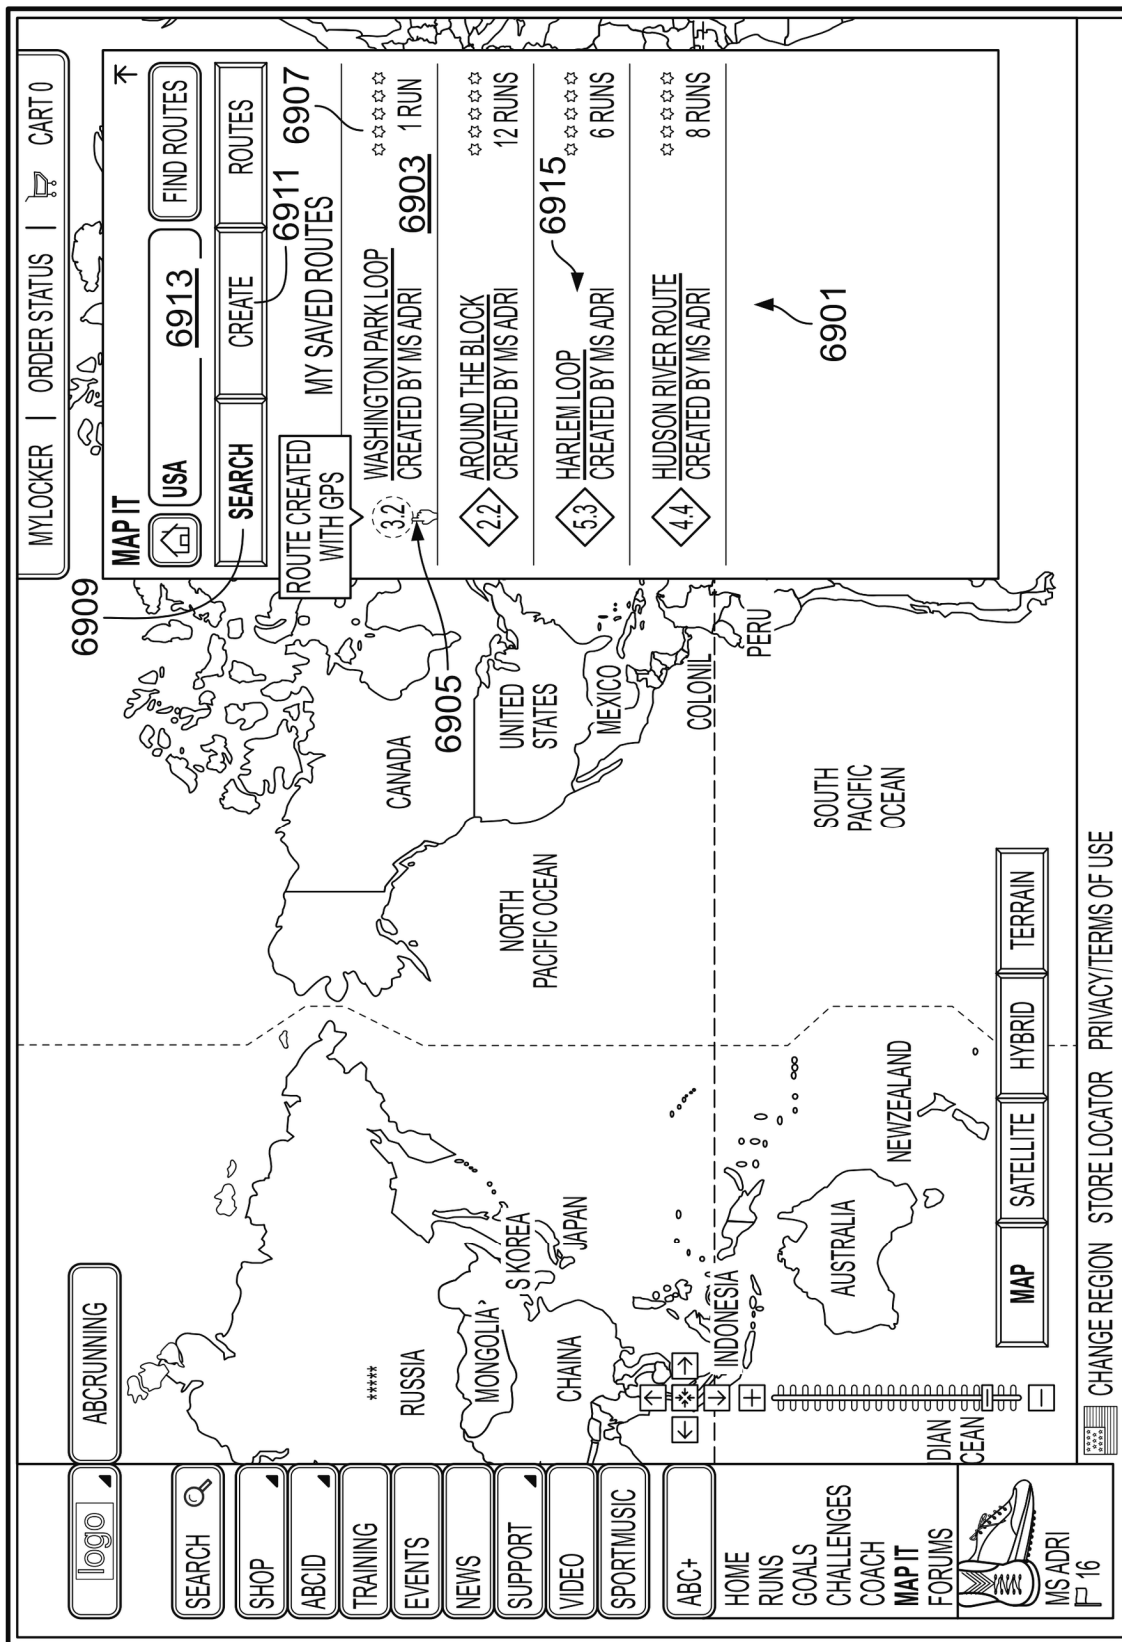 logo
ABCRUNNING
MYLOCKER | ORDER STATUS | CART 0
SEARCH
SHOP
ABCID
TRAINING
EVENTS
NEWS
SUPPORT
VIDEO
SPORTMUSIC
ABC+
HOME
RUNS
GOALS
CHALLENGES
COACH
MAP IT
FORUMS
MS ADRI
16
*****
RUSSIA
MONGOLIA
CHAINA
S KOREA
JAPAN
INDONESIA
AUSTRALIA
NEWZEALAND
DIAN
CEAN
NORTH
PACIFIC OCEAN
SOUTH
PACIFIC
OCEAN
CANADA
UNITED
STATES
MEXICO
COLONIL
PERU
MAP SATELLITE HYBRID TERRAIN
6909
6905
MAP IT
USA 6913 FIND ROUTES
SEARCH CREATE ROUTES
6911
6907
MY SAVED ROUTES
ROUTE CREATED
WITH GPS
3.2 WASHINGTON PARK LOOP
CREATED BY MS ADRI 6903 1 RUN
2.2 AROUND THE BLOCK
CREATED BY MS ADRI 12 RUNS
6915
5.3 HARLEM LOOP
CREATED BY MS ADRI 6 RUNS
4.4 HUDSON RIVER ROUTE
CREATED BY MS ADRI 8 RUNS
6901
CHANGE REGION STORE LOCATOR PRIVACY/TERMS OF USE